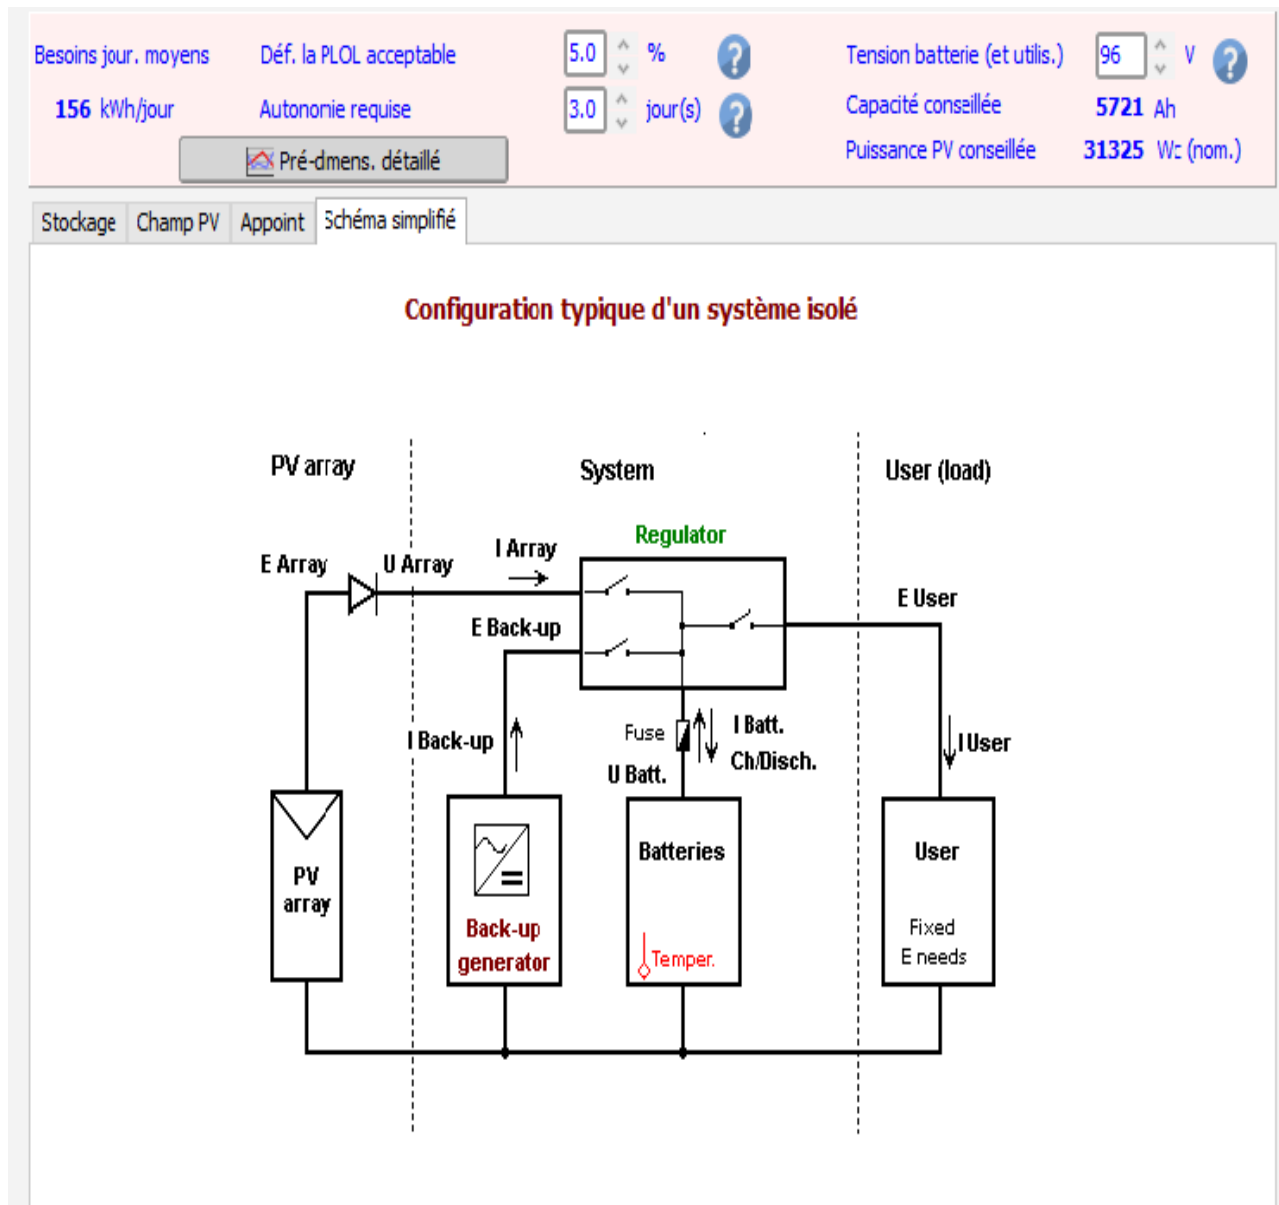 Besoins jour. moyens Déf. la PLOL acceptable 5.0 % ? Tension batterie (et utilis.) 96 V ?
156 kWh/jour Autononie requise 3.0 jour(s) ? Capacité conseillée 5721 Ah
Pré-dmens. détaillé Puissance PV conseillée 31325 Wc (nom.)
Stockage Champ PV Appoint Schéma simplifié
Configuration typique d'un système isolé
PV array System User (load)
Regulator
E Array U Array I Array
E User
E Back-up
Fuse I Batt.
I Back-up I User
U Batt. Ch/Disch.
Batteries User
PV
array
Back-up Fixed
generator Temper. E needs